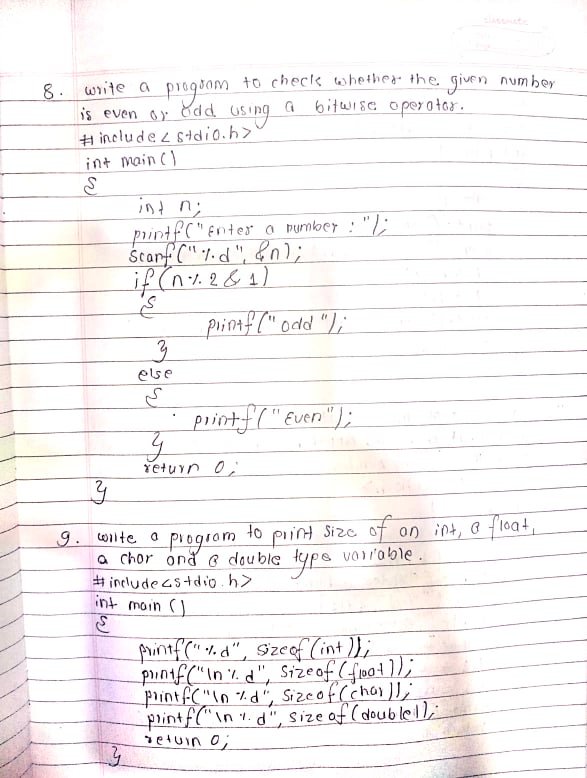 8. write a program to check whether the given number
is even or odd using a bitwise operator.
#include<stdio.h>
int main()
{
int n;
printf("Enter a number : ");
scanf("%d", &n);
if(n%2&1)
{
printf("odd");
}
else
{
printf("Even");
}
return 0;
}
9. write a program to print size of an int, a float,
a char and a double type variable.
#include<stdio.h>
int main()
{
printf("%d", sizeof(int));
printf("\n%d", sizeof(float));
printf("\n%d", sizeof(char));
printf("\n%d", sizeof(double));
return 0;
}